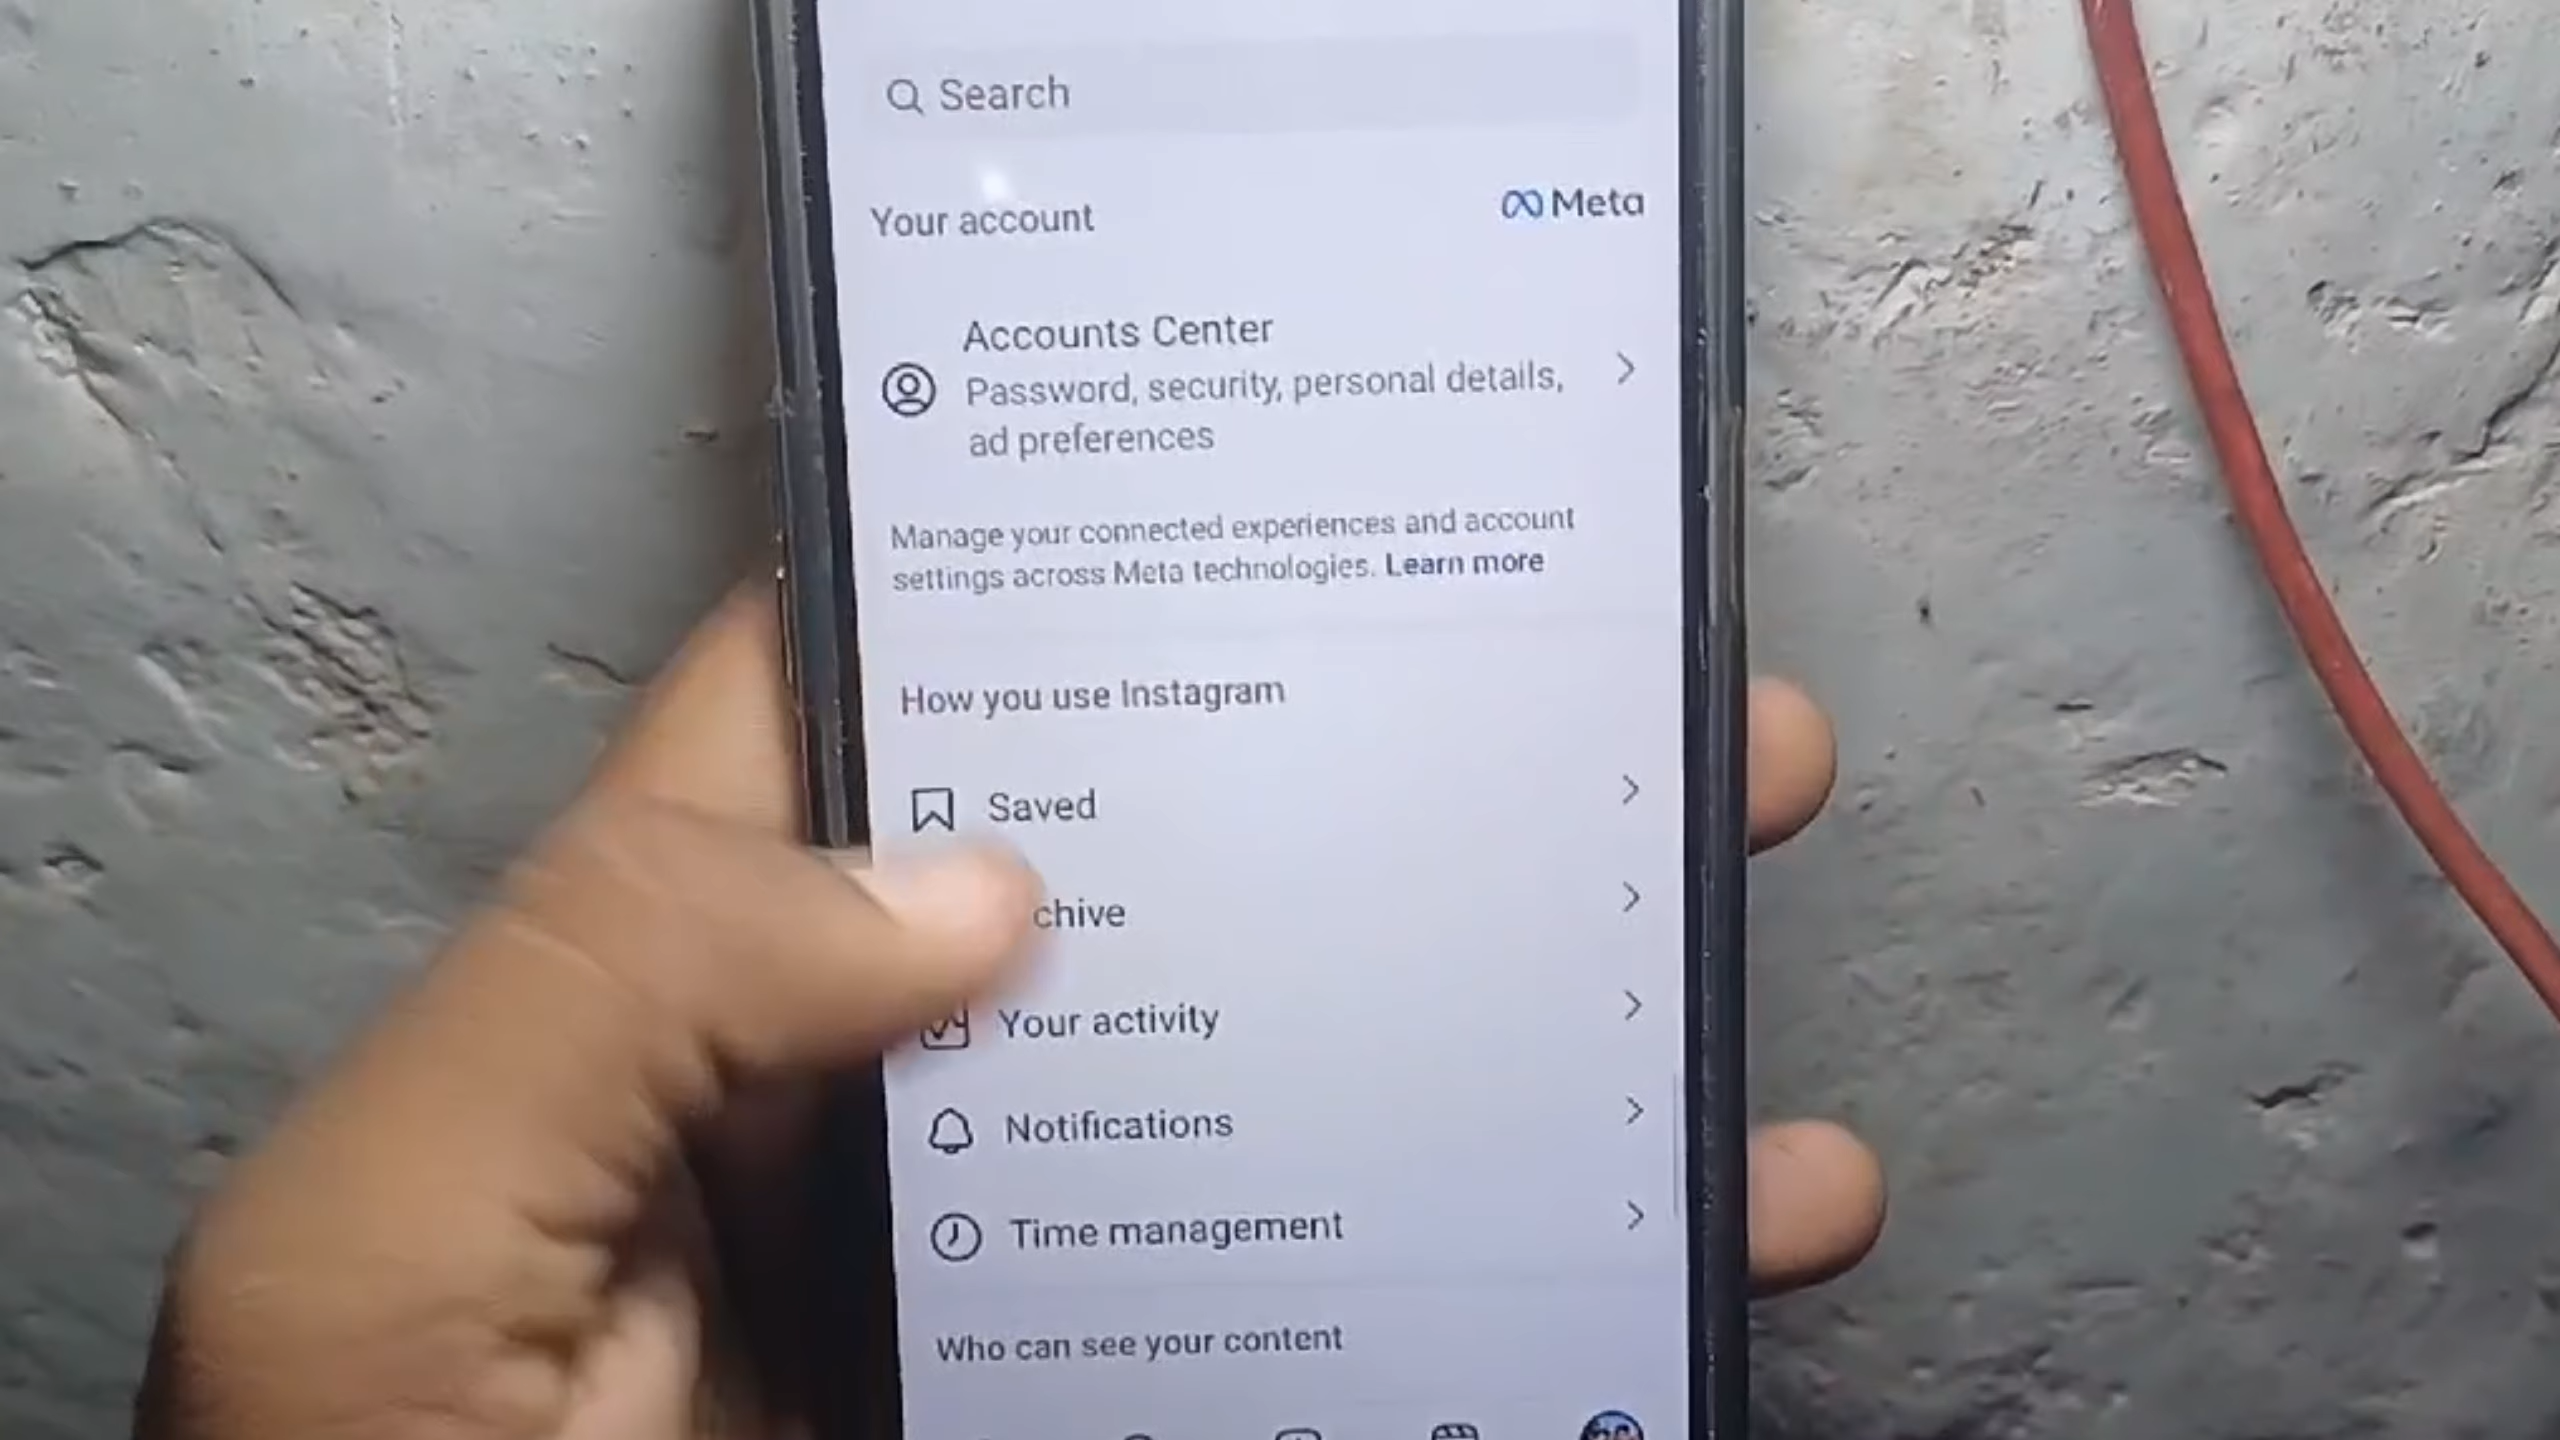 Search
Your account
Meta
Accounts Center
Password, security, personal details,
ad preferences
Manage your connected experiences and account
settings across Meta technologies. Learn more
How you use Instagram
Saved
chive
Your activity
Notifications
Time management
Who can see your content